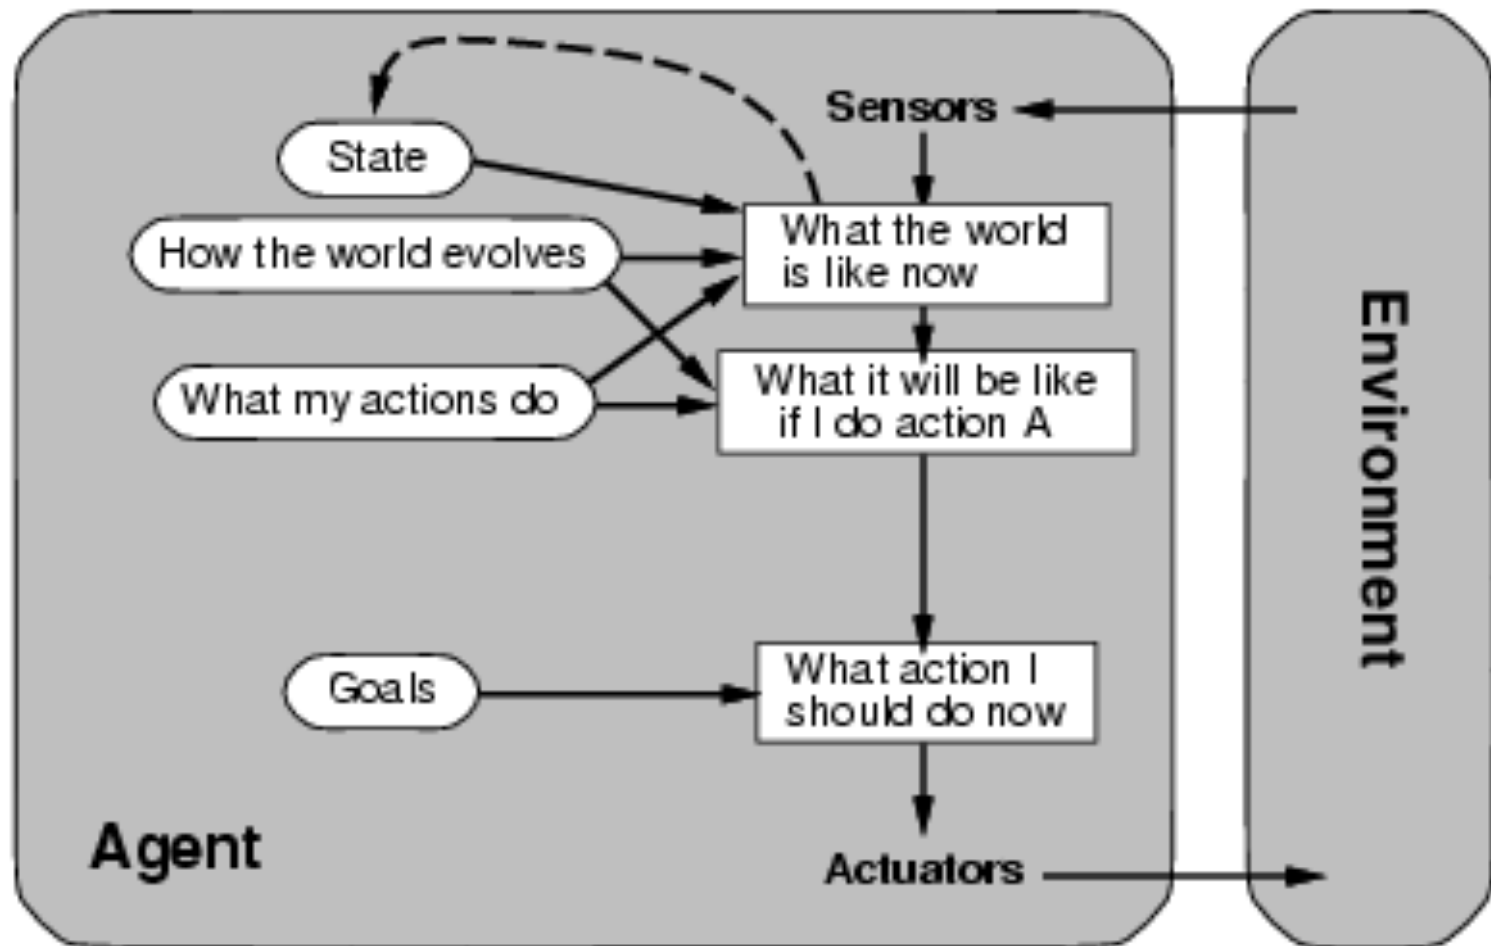 Sensors
State
What the world
is like now
How the world evolves
What it will be like
if I do action A
What my actions do
Goals
What action I
should do now
Agent
Actuators
Environment